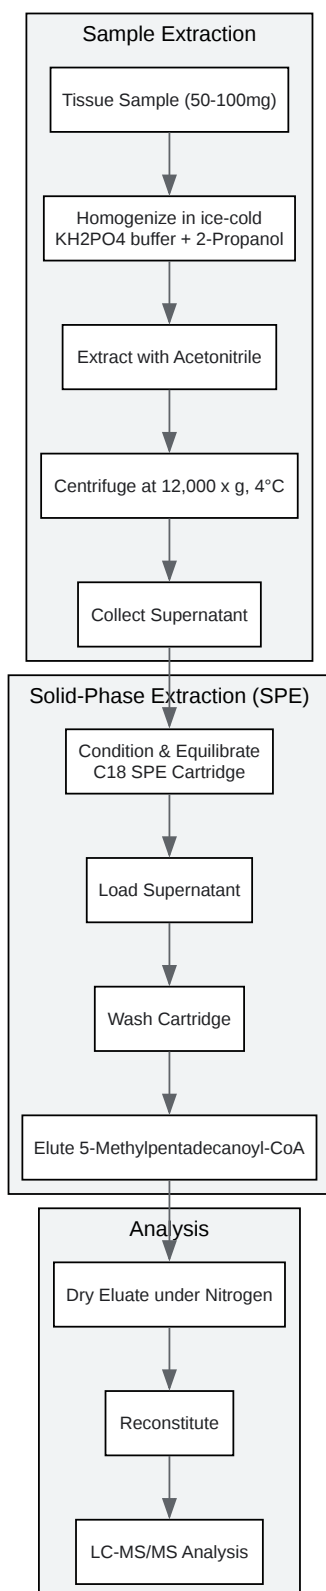 Sample Extraction
Tissue Sample (50-100mg)
Homogenize in ice-cold
KH2PO4 buffer + 2-Propanol
Extract with Acetonitrile
Centrifuge at 12,000 x g, 4°C
Collect Supernatant
Solid-Phase Extraction (SPE)
Condition & Equilibrate
C18 SPE Cartridge
Load Supernatant
Wash Cartridge
Elute 5-Methylpentadecanoyl-CoA
Analysis
Dry Eluate under Nitrogen
Reconstitute
LC-MS/MS Analysis